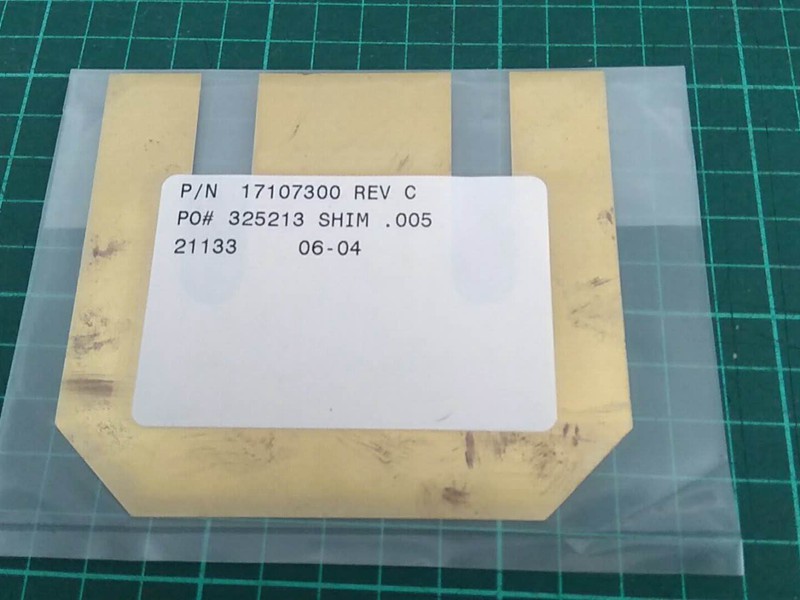 P/N 17107300 REV C
PO# 325213 SHIM .005
21133 06-04